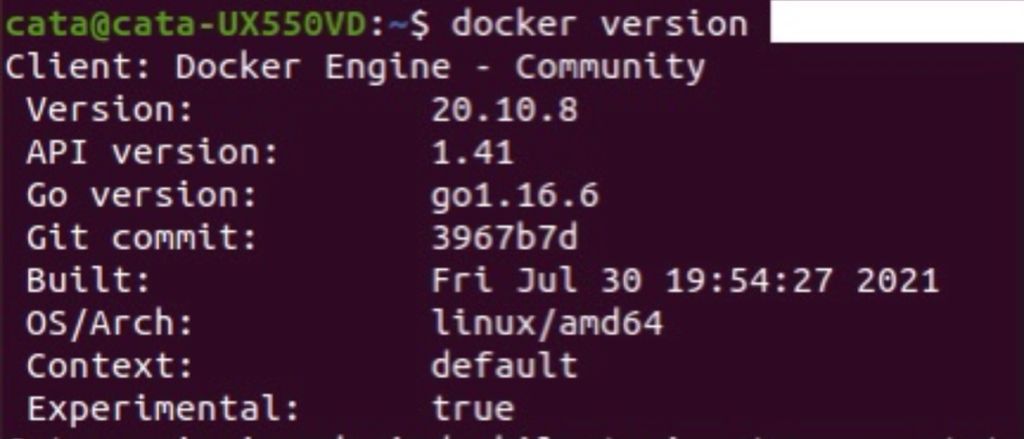 cata@cata-UX550VD:~$ docker version
Client: Docker Engine - Community
Version: 20.10.8
API version: 1.41
Go version: go1.16.6
Git commit: 3967b7d
Built: Fri Jul 30 19:54:27 2021
OS/Arch: linux/amd64
Context: default
Experimental: true